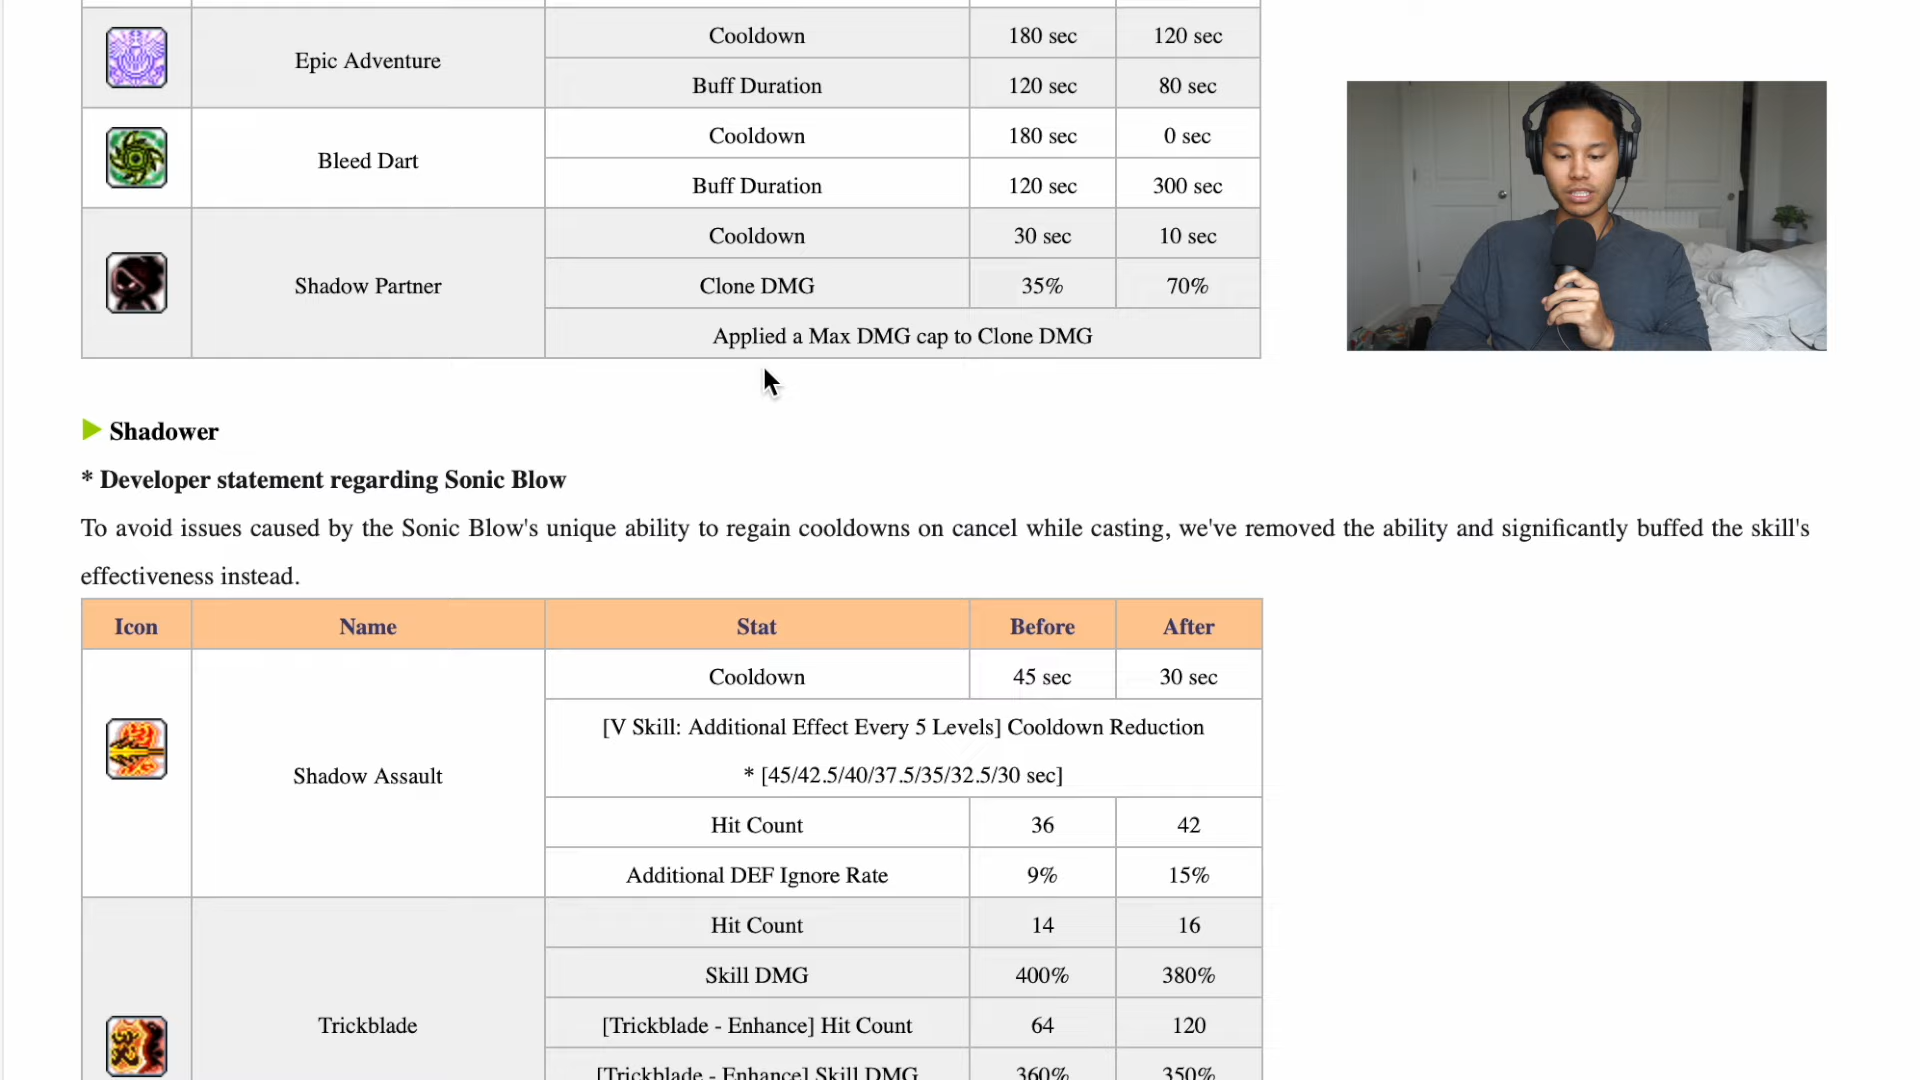 Epic Adventure
Cooldown 180 sec 120 sec
Buff Duration 120 sec 80 sec
Bleed Dart
Cooldown 180 sec 0 sec
Buff Duration 120 sec 300 sec
Shadow Partner
Cooldown 30 sec 10 sec
Clone DMG 35% 70%
Applied a Max DMG cap to Clone DMG
Shadower
* Developer statement regarding Sonic Blow
To avoid issues caused by the Sonic Blow's unique ability to regain cooldowns on cancel while casting, we've removed the ability and significantly buffed the skill's
effectiveness instead.
Icon Name Stat Before After
Shadow Assault
Cooldown 45 sec 30 sec
[V Skill: Additional Effect Every 5 Levels] Cooldown Reduction
* [45/42.5/40/37.5/35/32.5/30 sec]
Hit Count 36 42
Additional DEF Ignore Rate 9% 15%
Trickblade
Hit Count 14 16
Skill DMG 400% 380%
[Trickblade - Enhance] Hit Count 64 120
[Trickblade - Enhance] Skill DMG 360% 350%